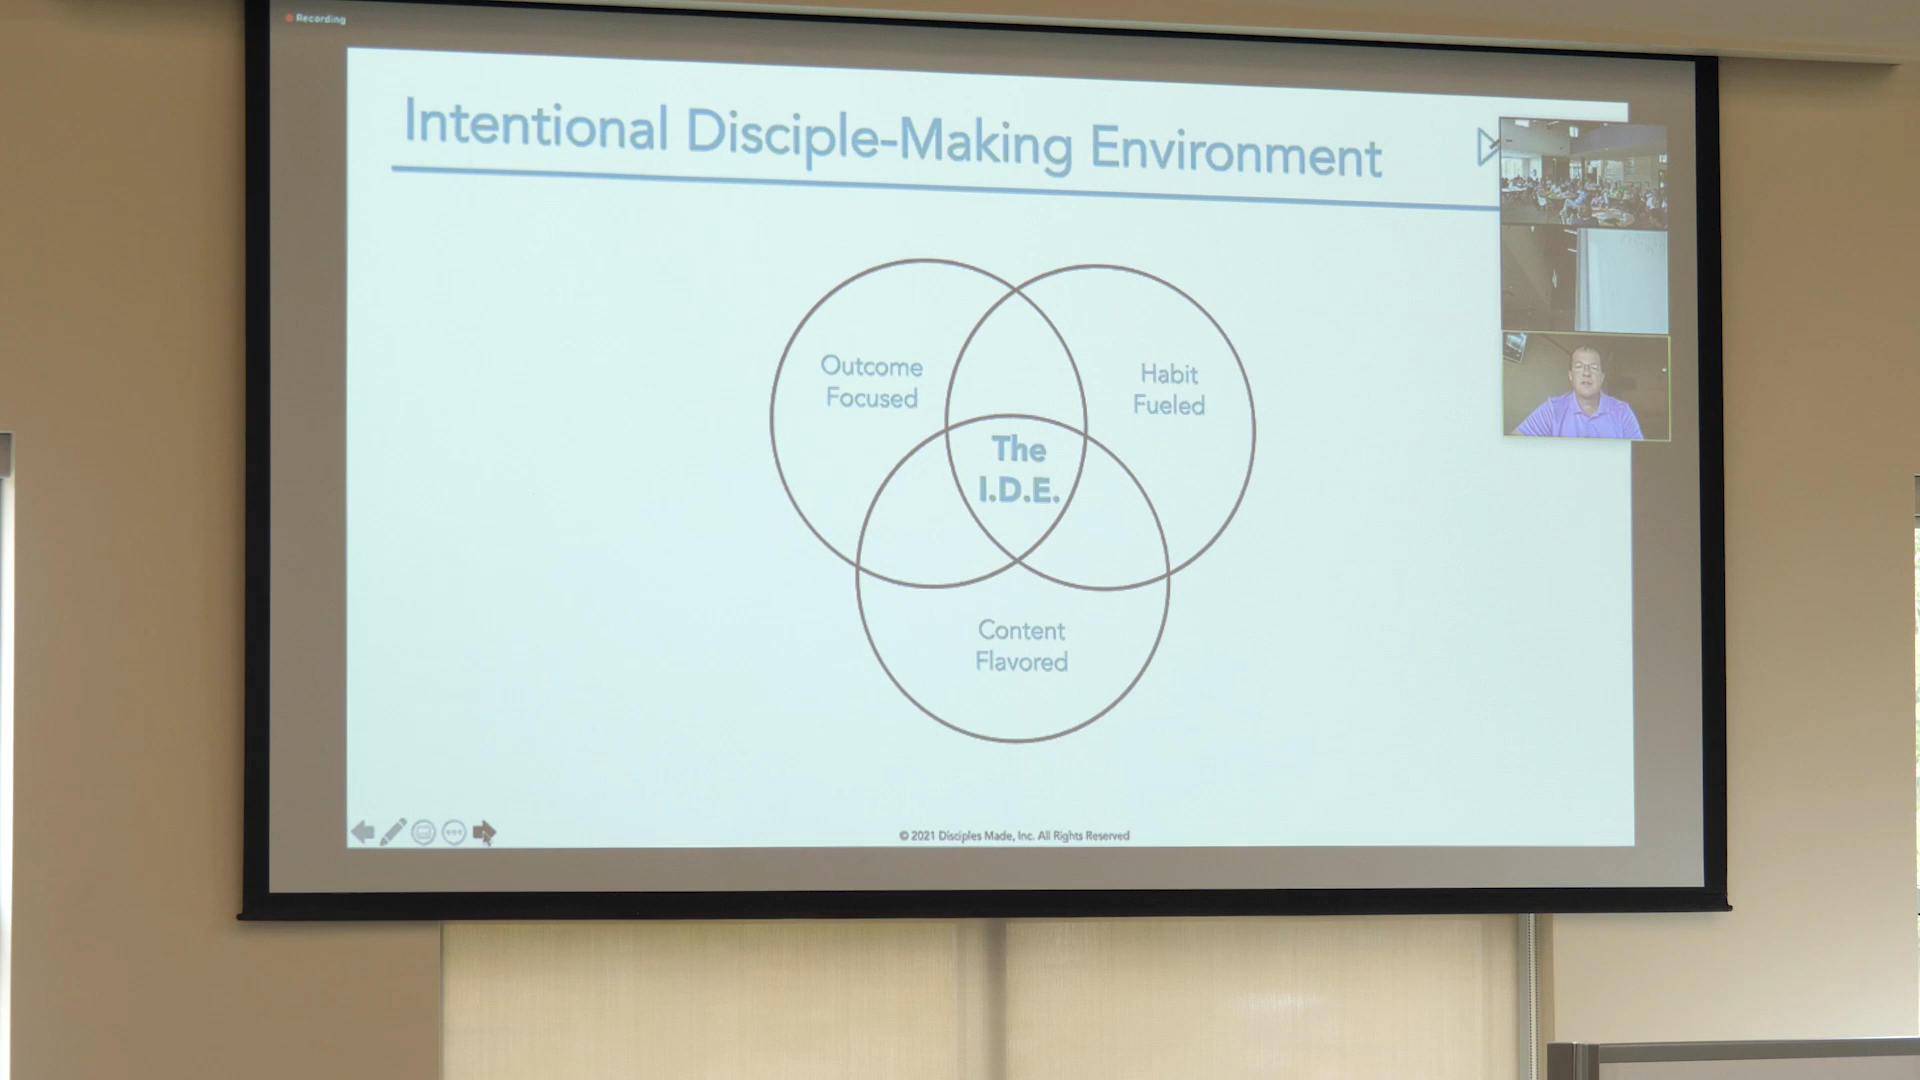 Recording
Intentional Disciple-Making Environment
Outcome
Focused
Habit
Fueled
The
I.D.E.
Content
Flavored
© 2021 Disciples Made, Inc. All Rights Reserved